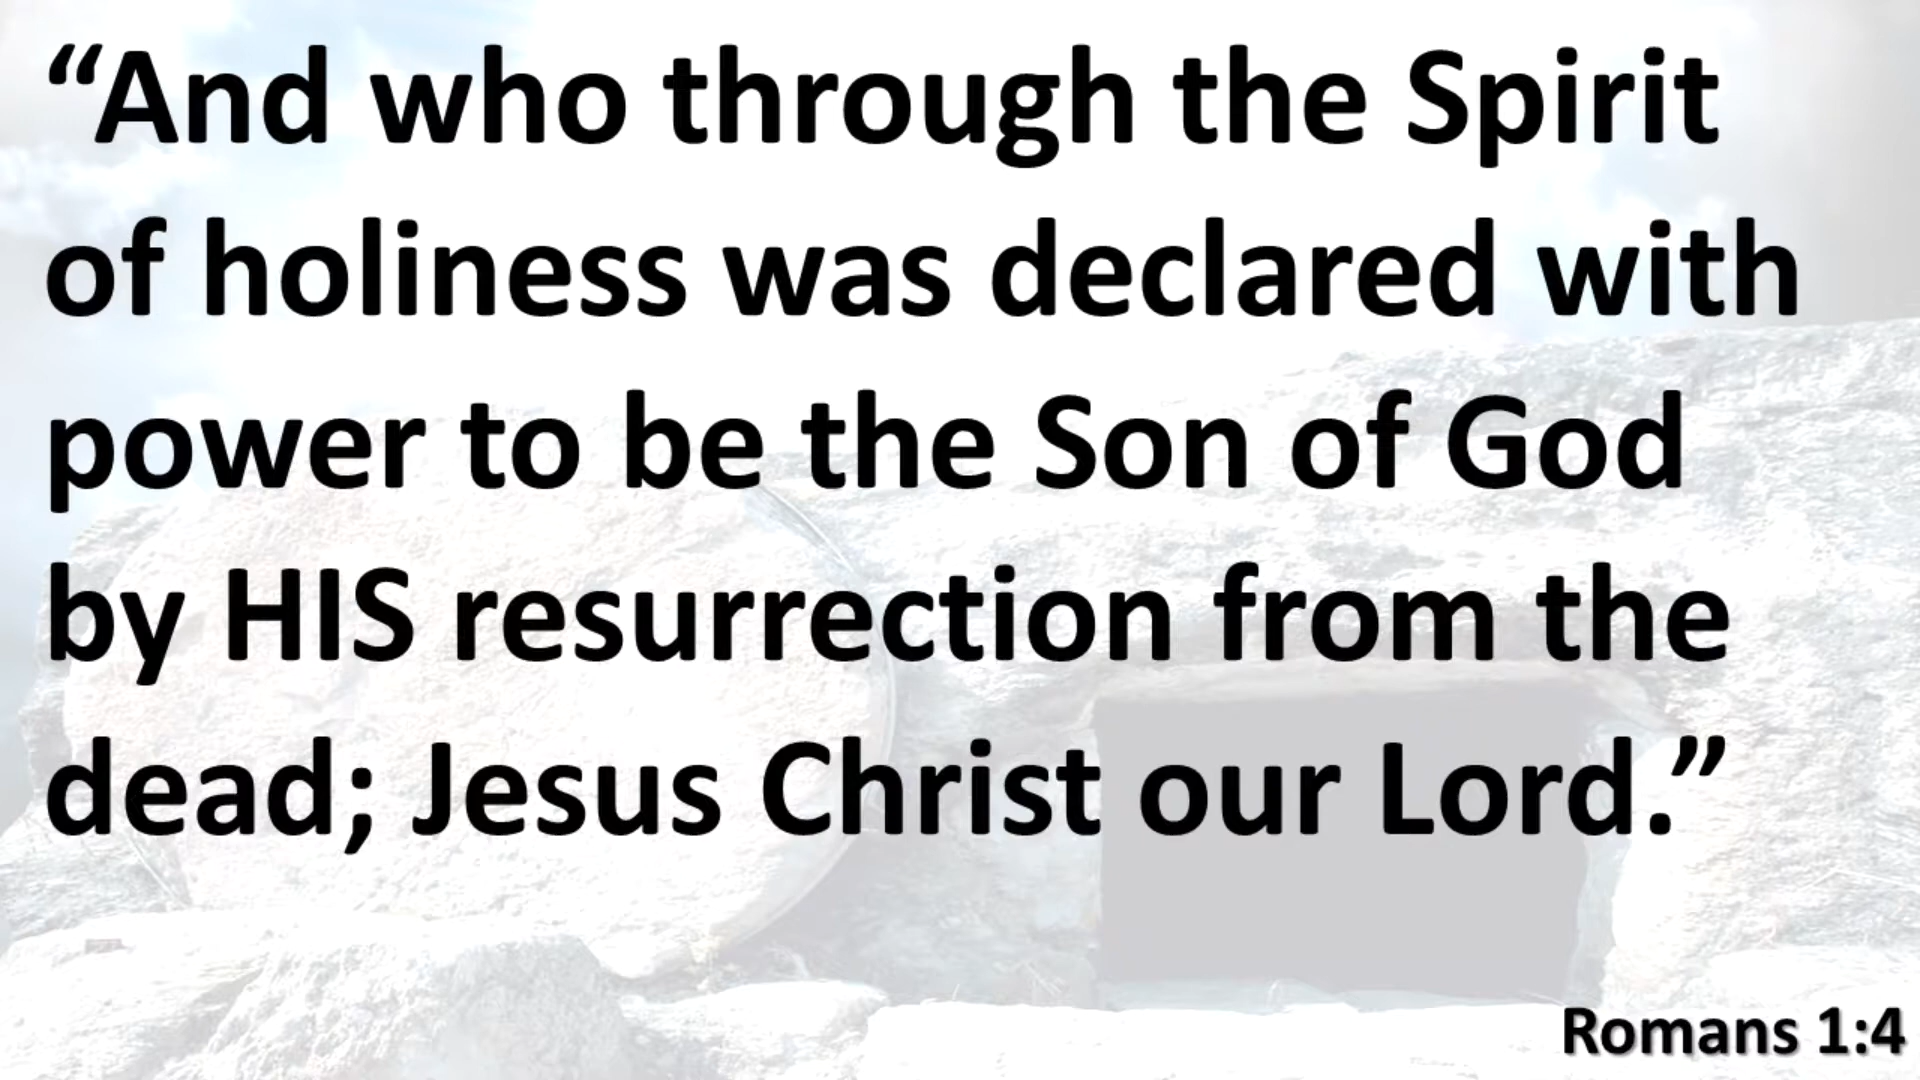 “And who through the Spirit
of holiness was declared with
power to be the Son of God
by HIS resurrection from the
dead; Jesus Christ our Lord.”
Romans 1:4